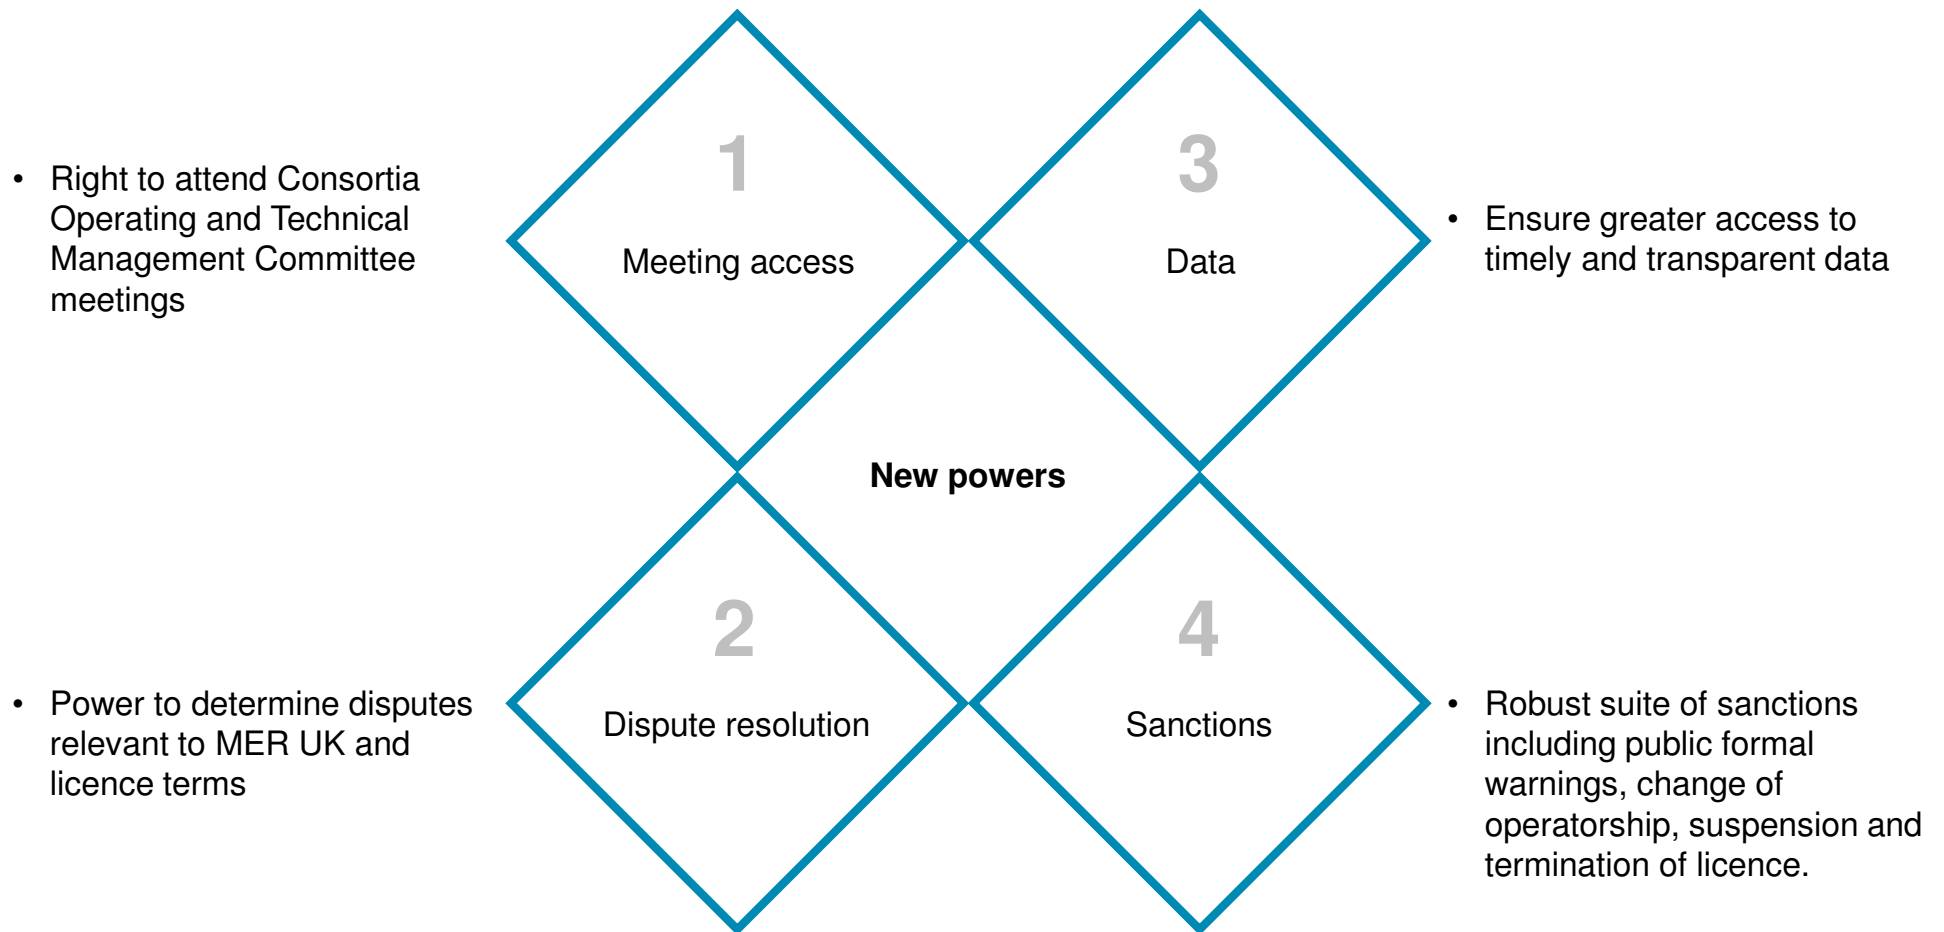 • Right to attend Consortia
Operating and Technical
Management Committee
meetings
1
Meeting access
3
Data
• Ensure greater access to
timely and transparent data
New powers
• Power to determine disputes
relevant to MER UK and
licence terms
2
Dispute resolution
4
Sanctions
• Robust suite of sanctions
including public formal
warnings, change of
operatorship, suspension and
termination of licence.